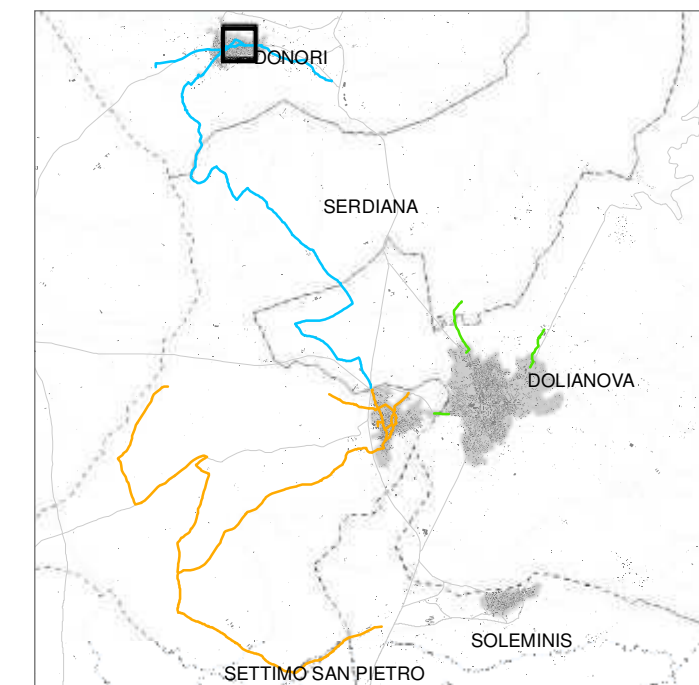 DONORI
SERDIANA
DOLIANOVA
SOLEMINIS
SETTIMO SAN PIETRO